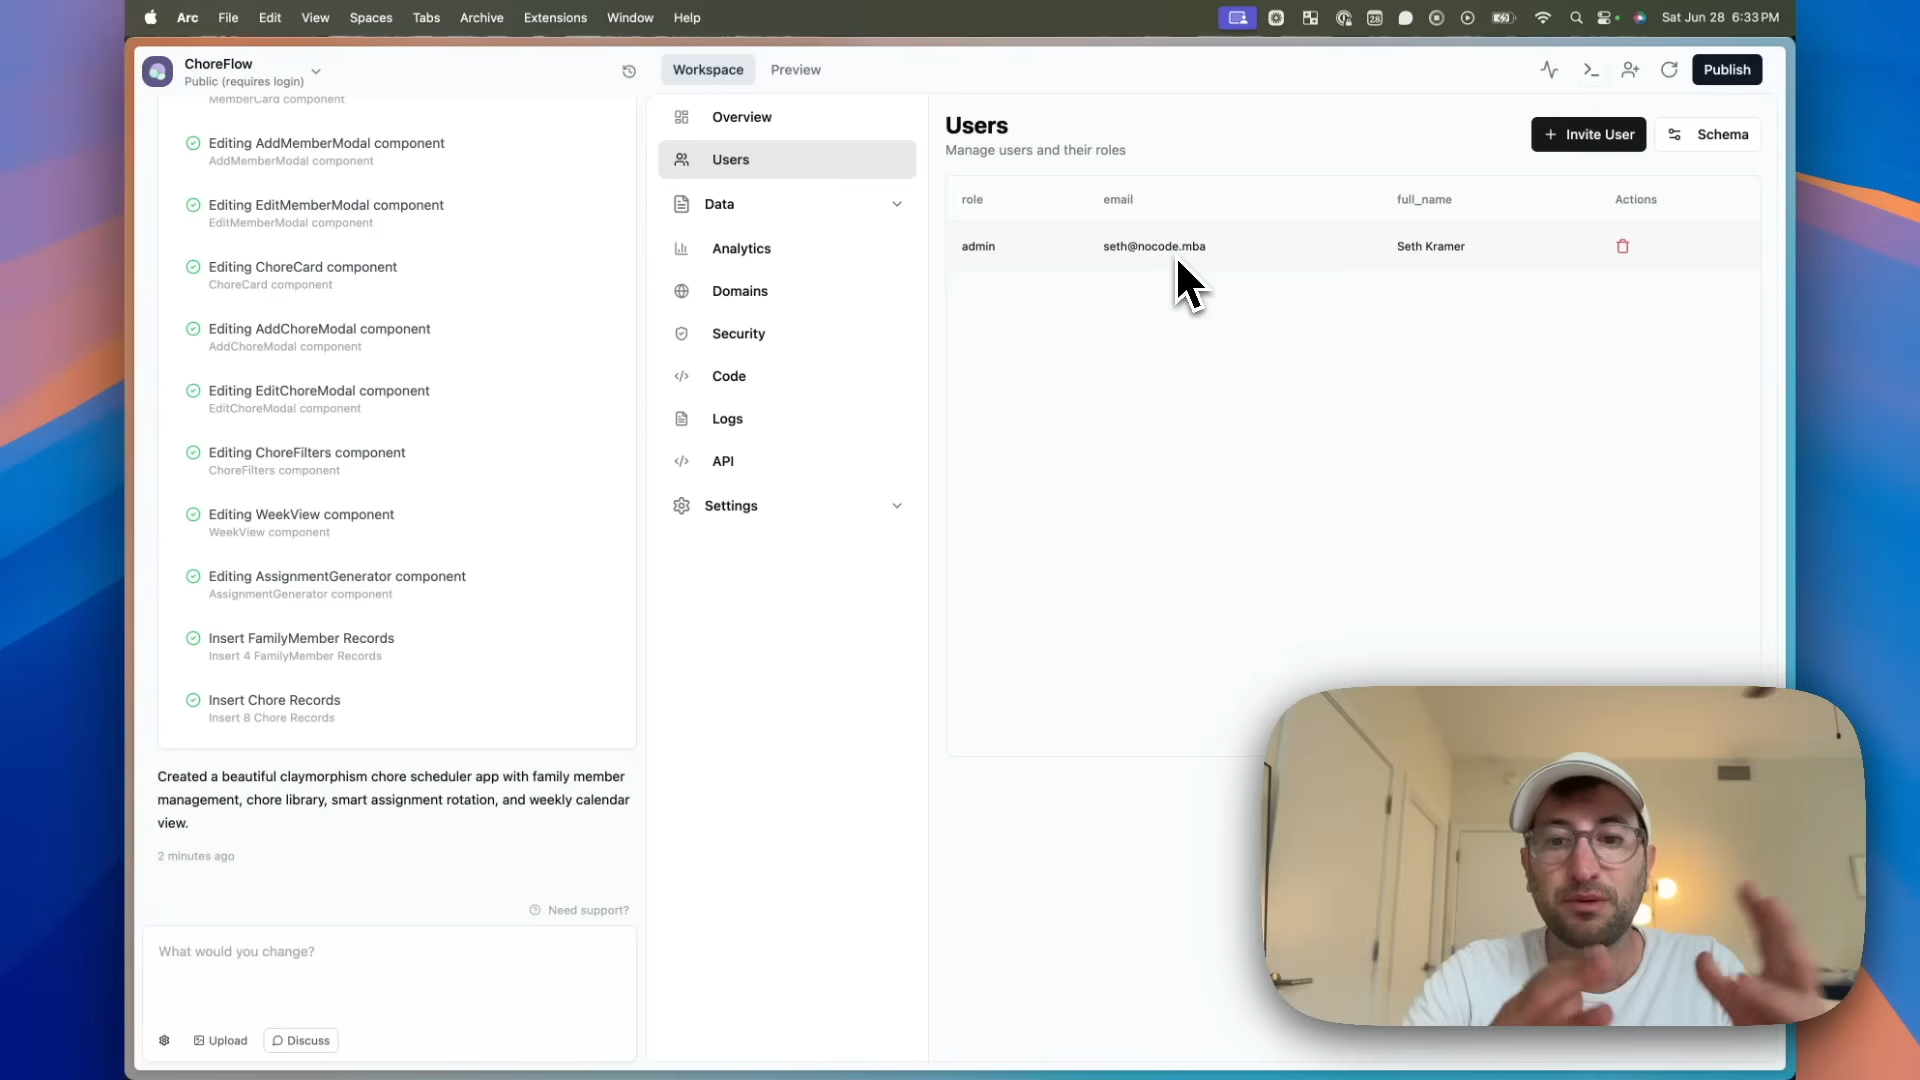 Arc File Edit View Spaces Tabs Archive Extensions Window Help
28
Sat Jun 28 6:33 PM
ChoreFlow
Public (requires login)
Workspace Preview
Publish
MemberCard component
Editing AddMemberModal component
AddMemberModal component
Editing EditMemberModal component
EditMemberModal component
Editing ChoreCard component
ChoreCard component
Editing AddChoreModal component
AddChoreModal component
Editing EditChoreModal component
EditChoreModal component
Editing ChoreFilters component
ChoreFilters component
Editing WeekView component
WeekView component
Editing AssignmentGenerator component
AssignmentGenerator component
Insert FamilyMember Records
Insert 4 FamilyMember Records
Insert Chore Records
Insert 8 Chore Records
Created a beautiful claymorphism chore scheduler app with family member
management, chore library, smart assignment rotation, and weekly calendar
view.
2 minutes ago
Need support?
What would you change?
Upload
Discuss
Overview
Users
Data
Analytics
Domains
Security
Code
Logs
API
Settings
Users
Manage users and their roles
Invite User
Schema
role email full_name Actions
admin seth@nocode.mba Seth Kramer